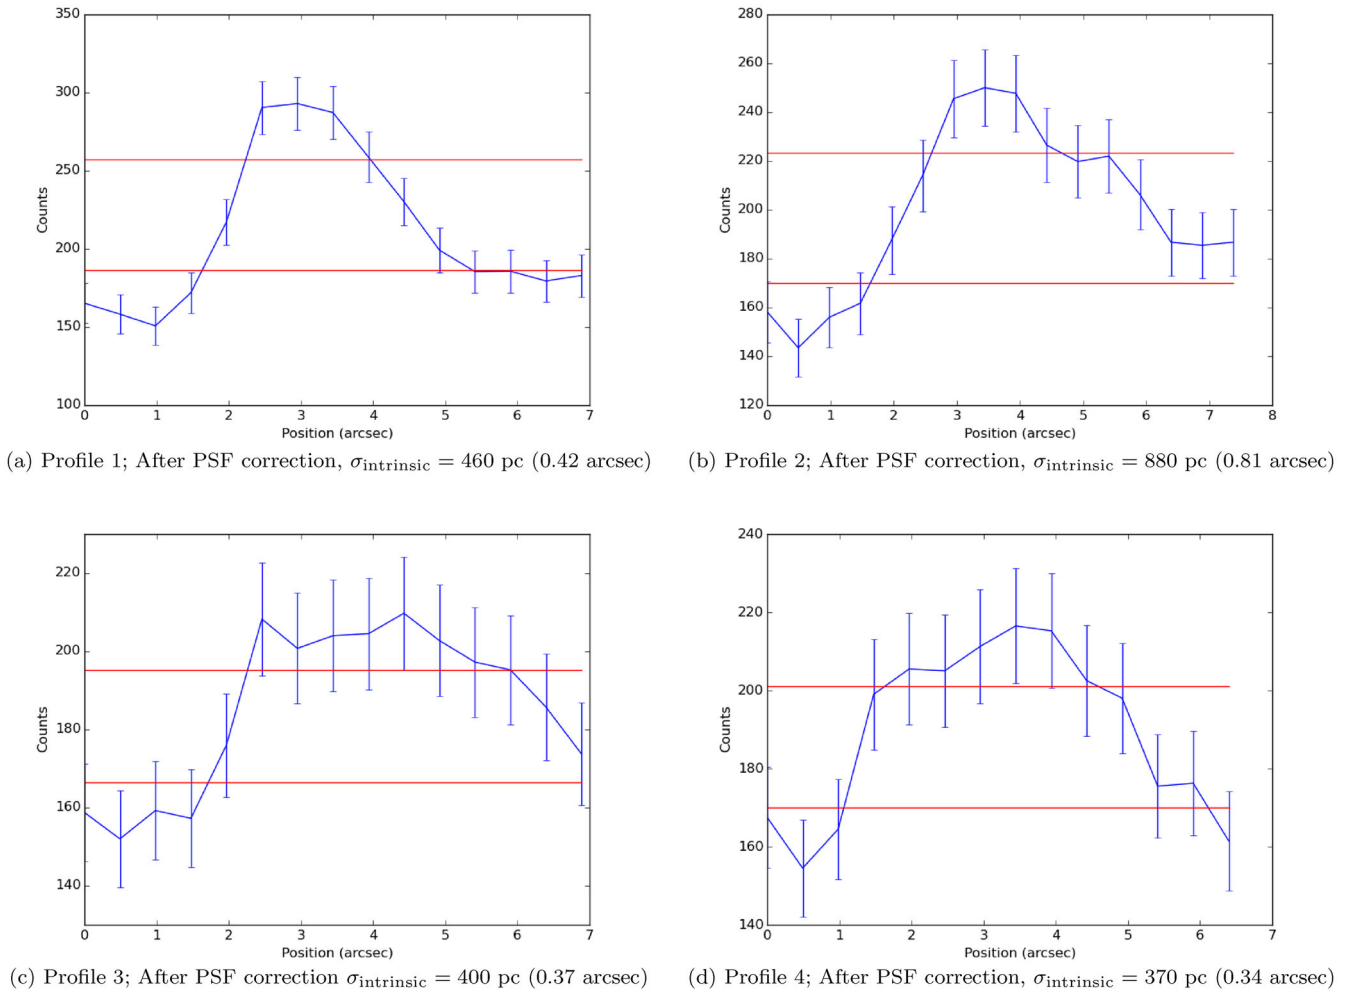 350
300
250
200
150
100
Counts
0 1 2 3 4 5 6 7
Position (arcsec)
(a) Profile 1; After PSF correction, σintrinsic = 460 pc (0.42 arcsec)
280
260
240
220
200
180
160
140
120
Counts
0 1 2 3 4 5 6 7 8
Position (arcsec)
(b) Profile 2; After PSF correction, σintrinsic = 880 pc (0.81 arcsec)
220
200
180
160
140
Counts
0 1 2 3 4 5 6 7
Position (arcsec)
(c) Profile 3; After PSF correction σintrinsic = 400 pc (0.37 arcsec)
240
220
200
180
160
140
Counts
0 1 2 3 4 5 6 7
Position (arcsec)
(d) Profile 4; After PSF correction, σintrinsic = 370 pc (0.34 arcsec)